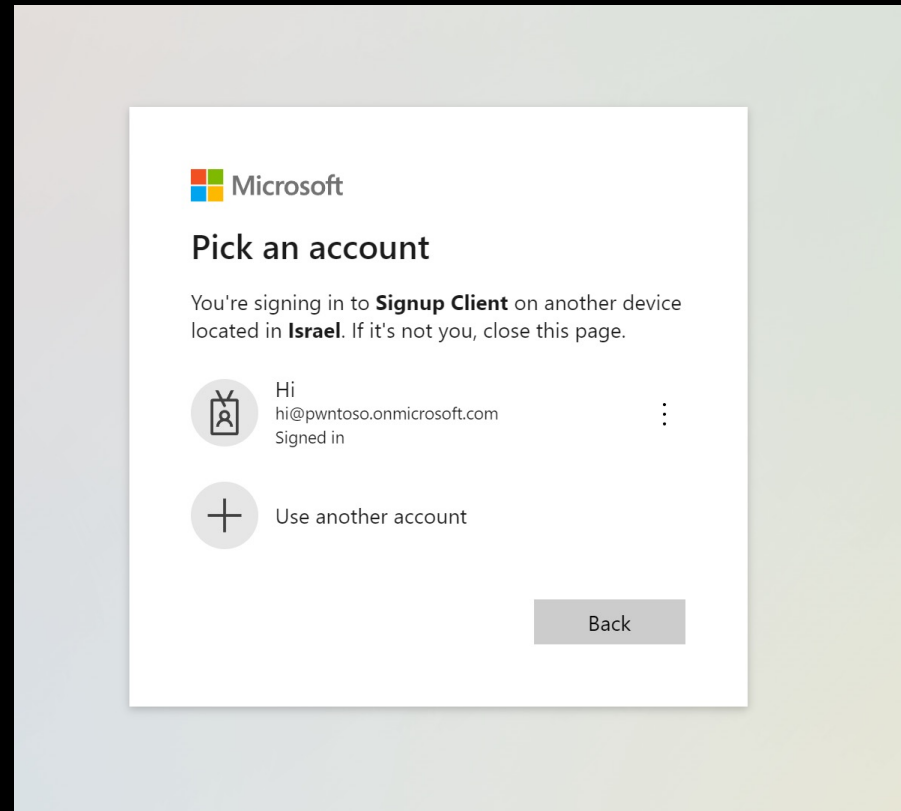 Microsoft
Pick an account
You're signing in to Signup Client on another device
located in Israel. If it's not you, close this page.
Hi
hi@pwntoso.onmicrosoft.com
Signed in
Use another account
Back